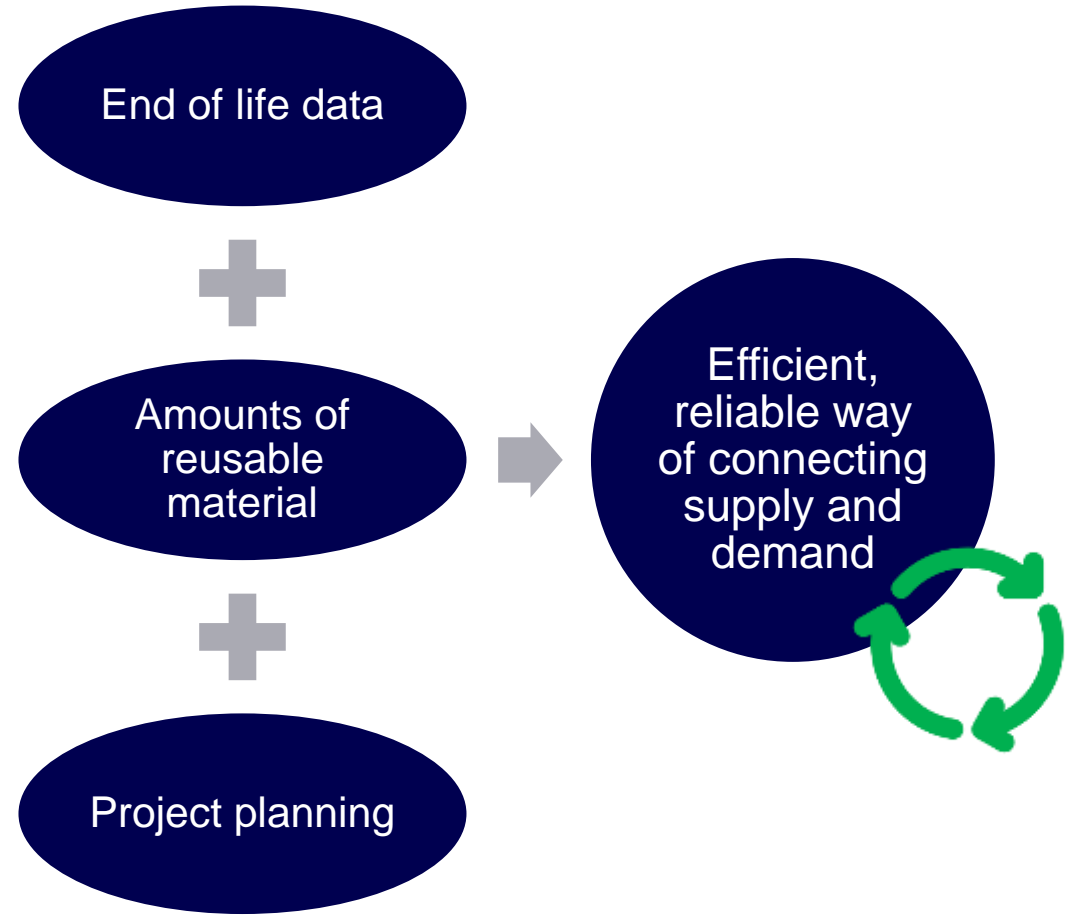 End of life data
Amounts of
reusable
material
Project planning
Efficient,
reliable way
of connecting
supply and
demand